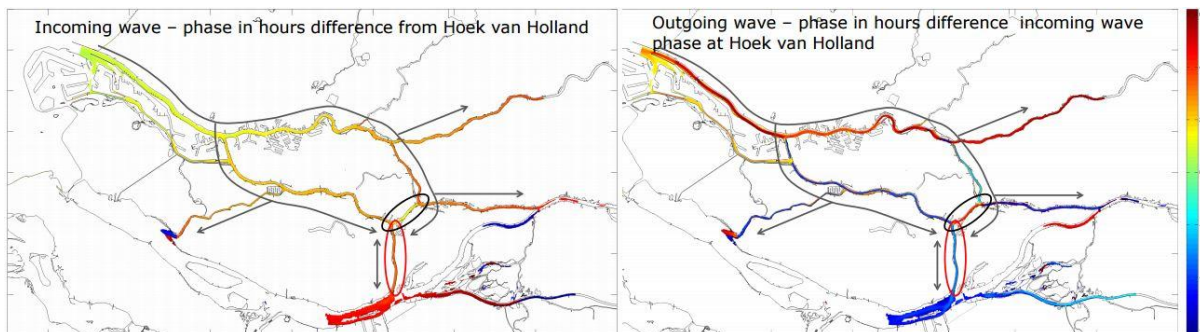 Incoming wave – phase in hours difference from Hoek van Holland
Outgoing wave – phase in hours difference  incoming wave
phase at Hoek van Holland